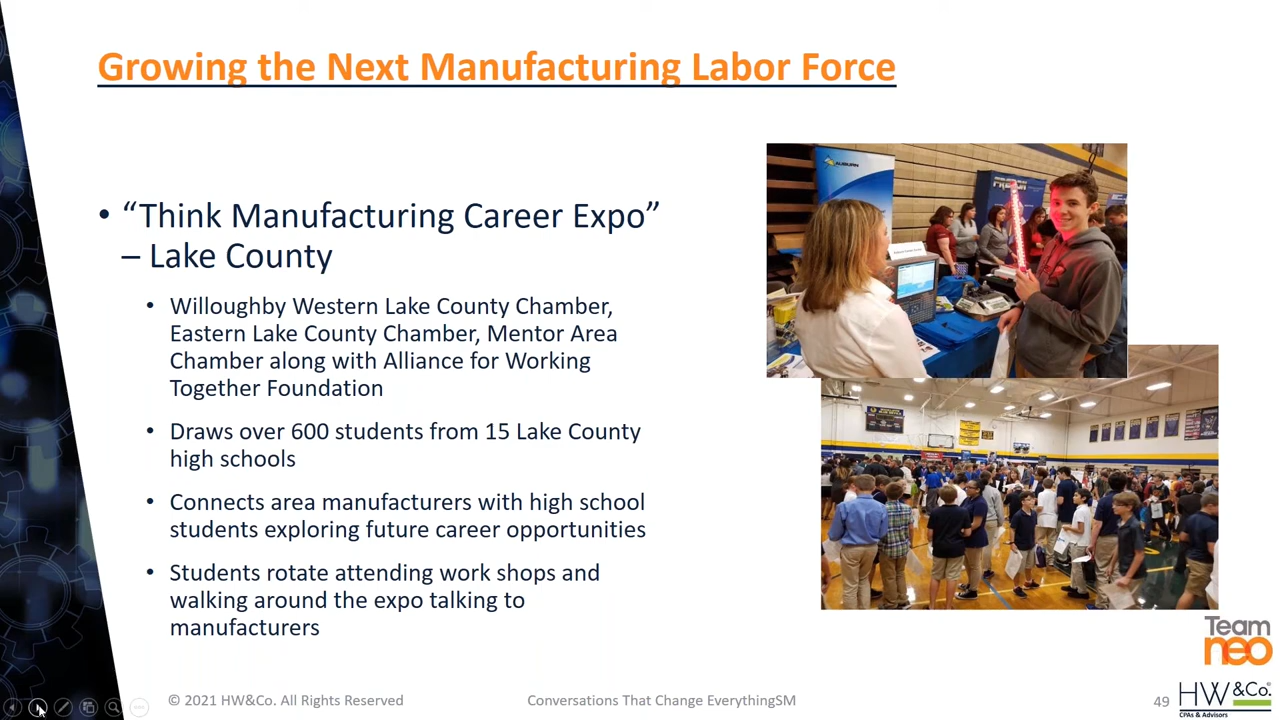 Growing the Next Manufacturing Labor Force
• “Think Manufacturing Career Expo”
– Lake County
• Willoughby Western Lake County Chamber,
Eastern Lake County Chamber, Mentor Area
Chamber along with Alliance for Working
Together Foundation
• Draws over 600 students from 15 Lake County
high schools
• Connects area manufacturers with high school
students exploring future career opportunities
• Students rotate attending work shops and
walking around the expo talking to
manufacturers
AUBURN
Team
neo
© 2021 HW&Co. All Rights Reserved
Conversations That Change EverythingSM
49
HW &Co.
CPAs & Advisors